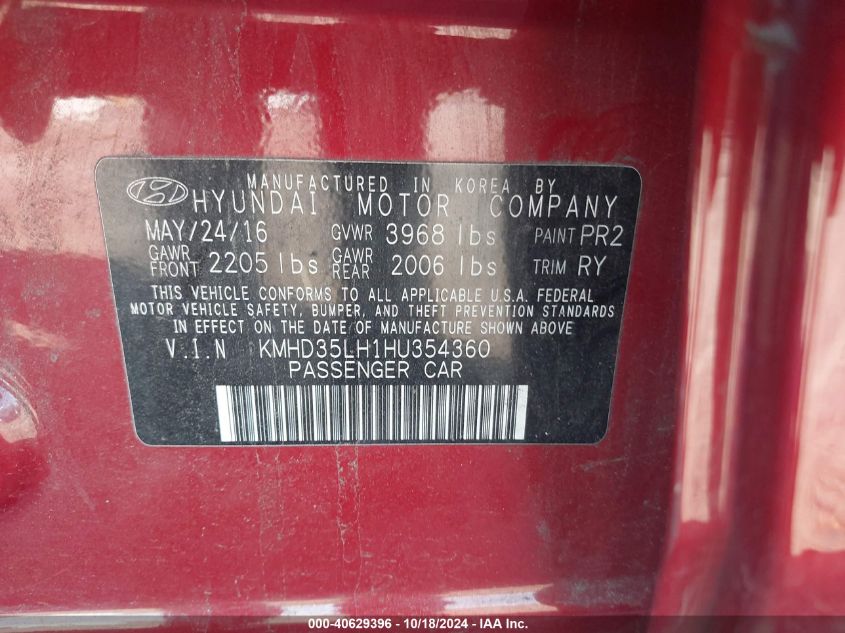 MANUFACTURED IN KOREA BY
HYUNDAI MOTOR COMPANY
MAY/24/16 GVWR 3968 lbs PAINT PR2
GAWR FRONT 2205 lbs GAWR REAR 2006 lbs TRIM RY
THIS VEHICLE CONFORMS TO ALL APPLICABLE U.S.A. FEDERAL
MOTOR VEHICLE SAFETY, BUMPER, AND THEFT PREVENTION STANDARDS
IN EFFECT ON THE DATE OF MANUFACTURE SHOWN ABOVE
V.I.N KMHD35LH1HU354360
PASSENGER CAR
000-40629396 - 10/18/2024 - IAA, Inc.